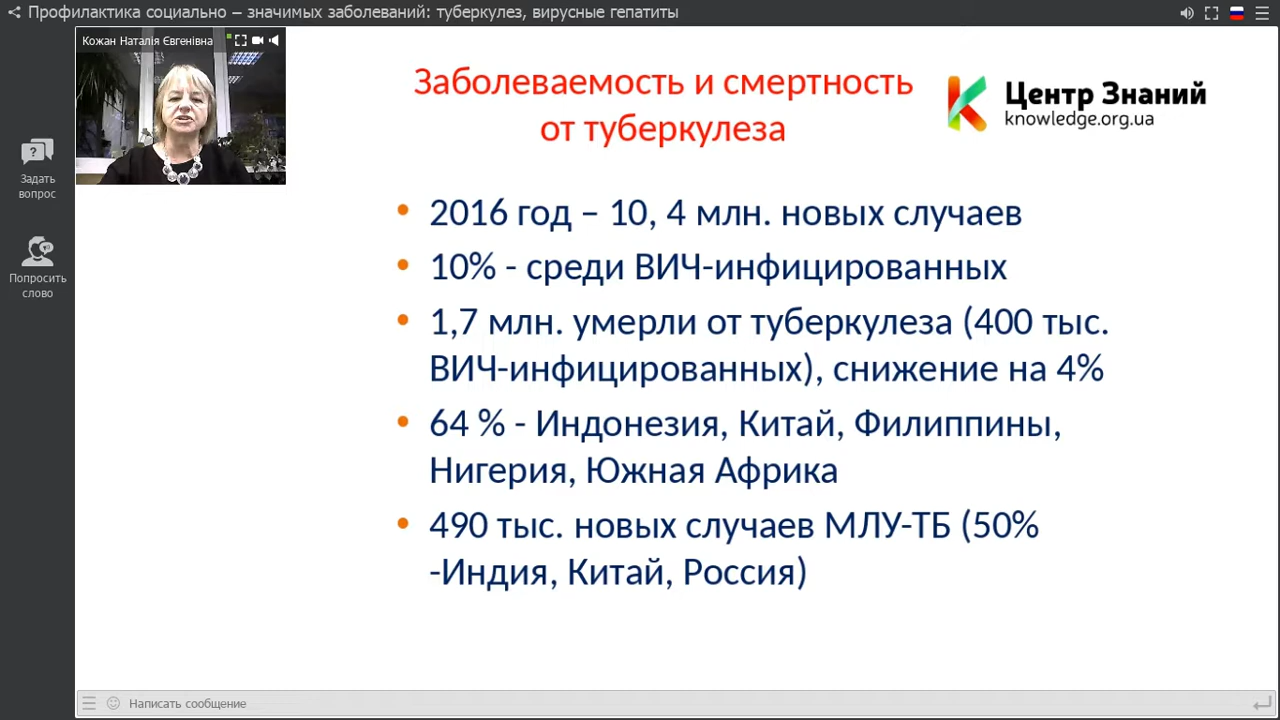 Профилактика социально – значимых заболеваний: туберкулез, вирусные гепатиты
Кожан Наталія Євгенівна
Задать
вопрос
Попросить
слово
Заболеваемость и смертность
от туберкулеза
Центр Знаний
knowledge.org.ua
• 2016 год – 10, 4 млн. новых случаев
• 10% - среди ВИЧ-инфицированных
• 1,7 млн. умерли от туберкулеза (400 тыс.
ВИЧ-инфицированных), снижение на 4%
• 64 % - Индонезия, Китай, Филиппины,
Нигерия, Южная Африка
• 490 тыс. новых случаев МЛУ-ТБ (50%
-Индия, Китай, Россия)
Написать сообщение